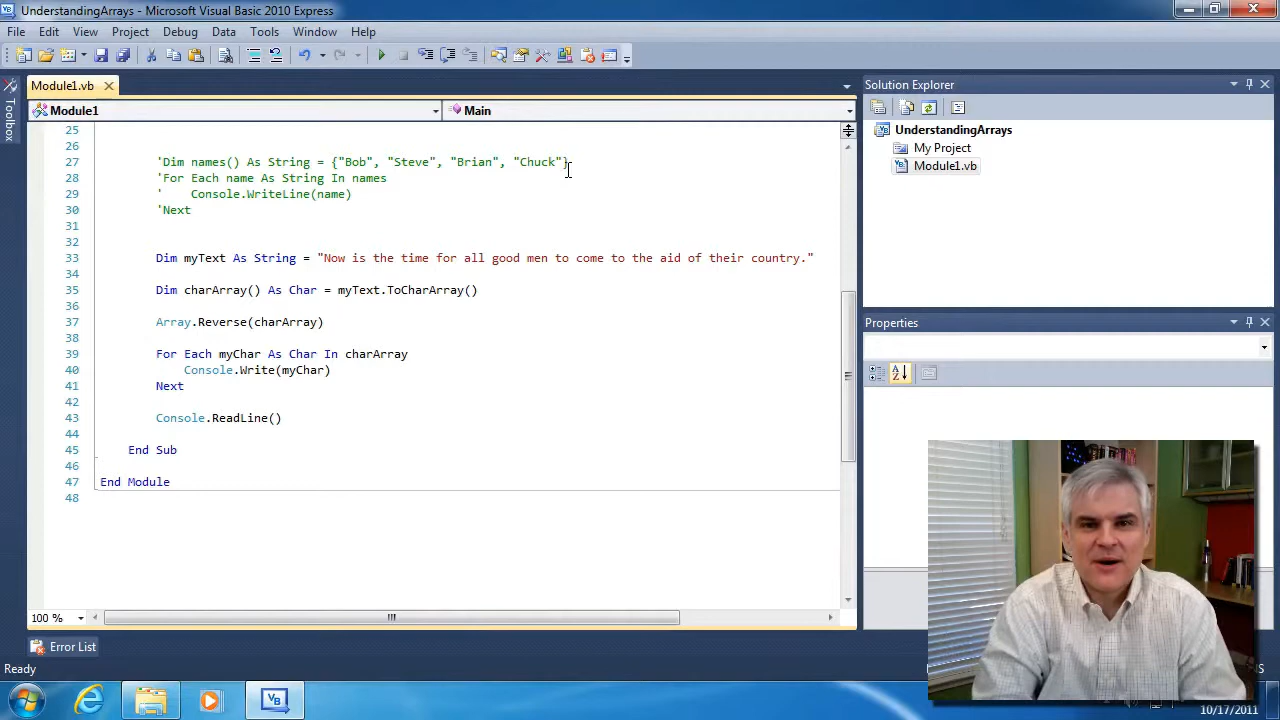 UnderstandingArrays - Microsoft Visual Basic 2010 Express
File Edit View Project Debug Data Tools Window Help
Module1.vb
Solution Explorer
Module1
Main
Toolbox
UnderstandingArrays
My Project
Module1.vb
25
26
27 'Dim names() As String = {"Bob", "Steve", "Brian", "Chuck"}
28 'For Each name As String In names
29 '    Console.WriteLine(name)
30 'Next
31
32
33 Dim myText As String = "Now is the time for all good men to come to the aid of their country."
34
35 Dim charArray() As Char = myText.ToCharArray()
36
37 Array.Reverse(charArray)
38
39 For Each myChar As Char In charArray
40 Console.Write(myChar)
41 Next
42
43 Console.ReadLine()
44
45 End Sub
46
47 End Module
48
Properties
100 %
Error List
Ready
10/17/2011